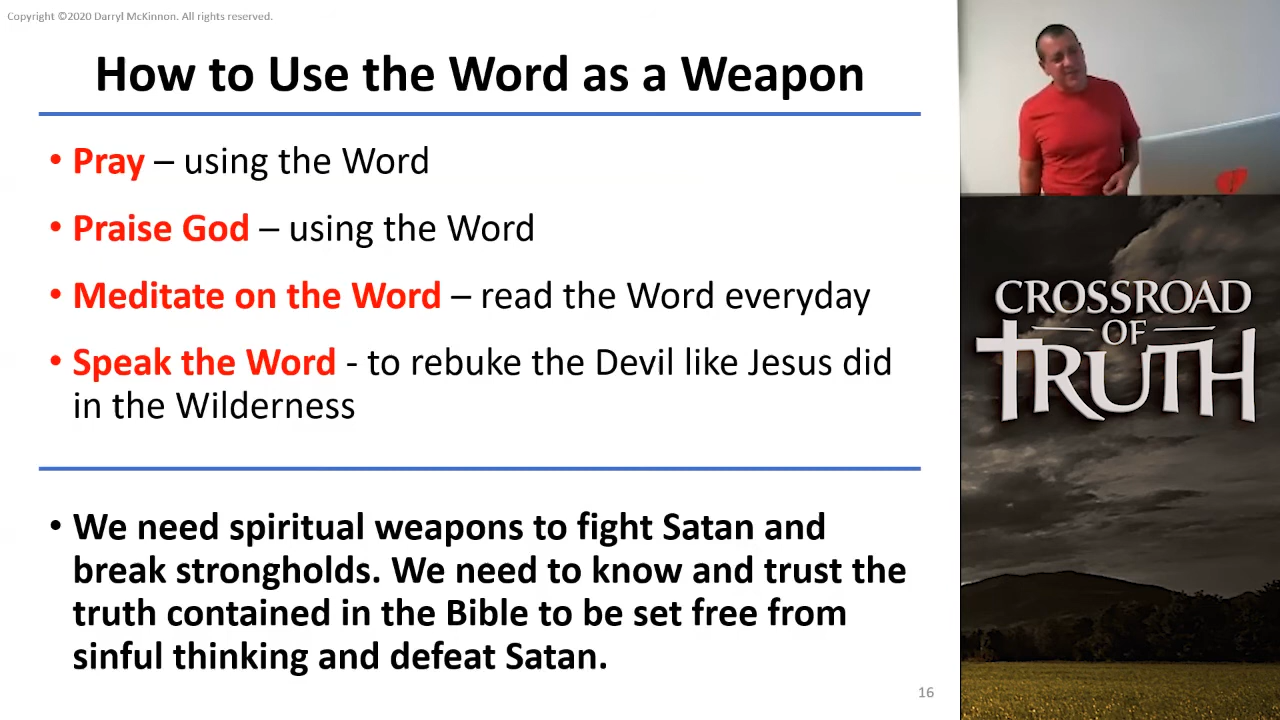 Copyright ©2020 Darryl McKinnon. All rights reserved.
How to Use the Word as a Weapon
• Pray – using the Word
• Praise God – using the Word
• Meditate on the Word – read the Word everyday
• Speak the Word - to rebuke the Devil like Jesus did
in the Wilderness
• We need spiritual weapons to fight Satan and
break strongholds. We need to know and trust the
truth contained in the Bible to be set free from
sinful thinking and defeat Satan.
16
CROSSROAD
OF
TRUTH